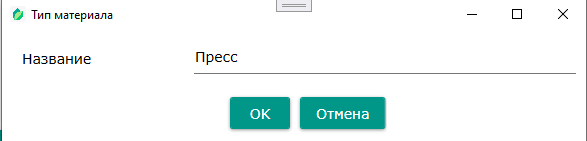 Тип материала
Название
Пресс
OK
Отмена